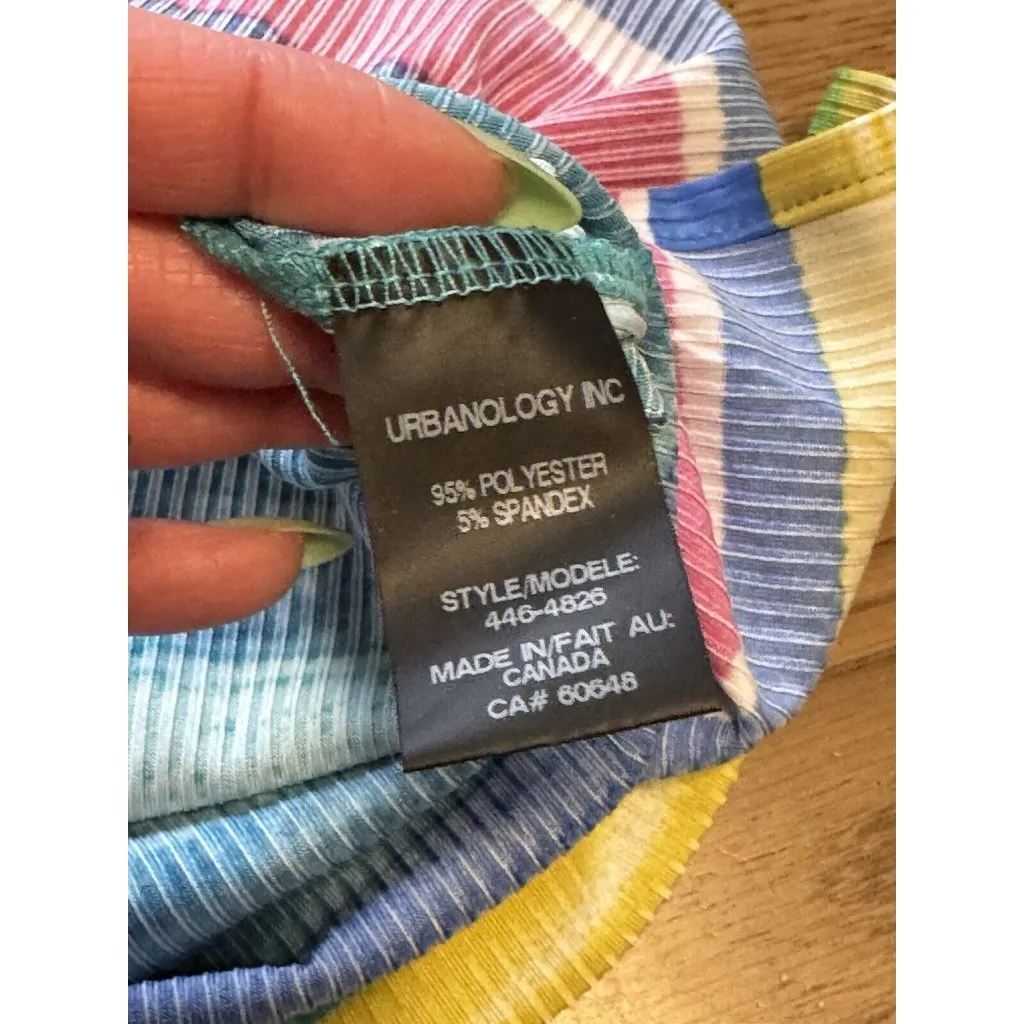 URBANOLOGY INC
95% POLYESTER
5% SPANDEX
STYLE/MODELE:
446-4826
MADE IN/FAIT AU:
CANADA
CA# 60648